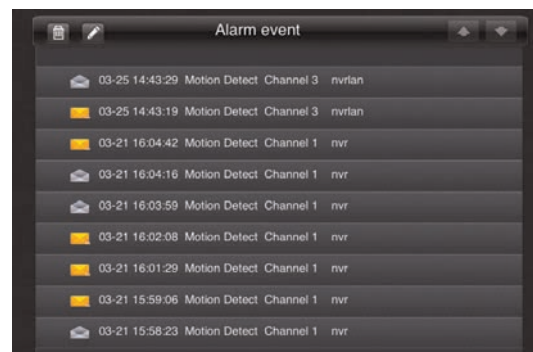 Alarm event
03-25 14:43:29 Motion Detect Channel 3 nvrlan
03-25 14:43:19 Motion Detect Channel 3 nvrlan
03-21 16:04:42 Motion Detect Channel 1 nvr
03-21 16:04:16 Motion Detect Channel 1 nvr
03-21 16:03:59 Motion Detect Channel 1 nvr
03-21 16:02:08 Motion Detect Channel 1 nvr
03-21 16:01:29 Motion Detect Channel 1 nvr
03-21 15:59:06 Motion Detect Channel 1 nvr
03-21 15:58:23 Motion Detect Channel 1 nvr